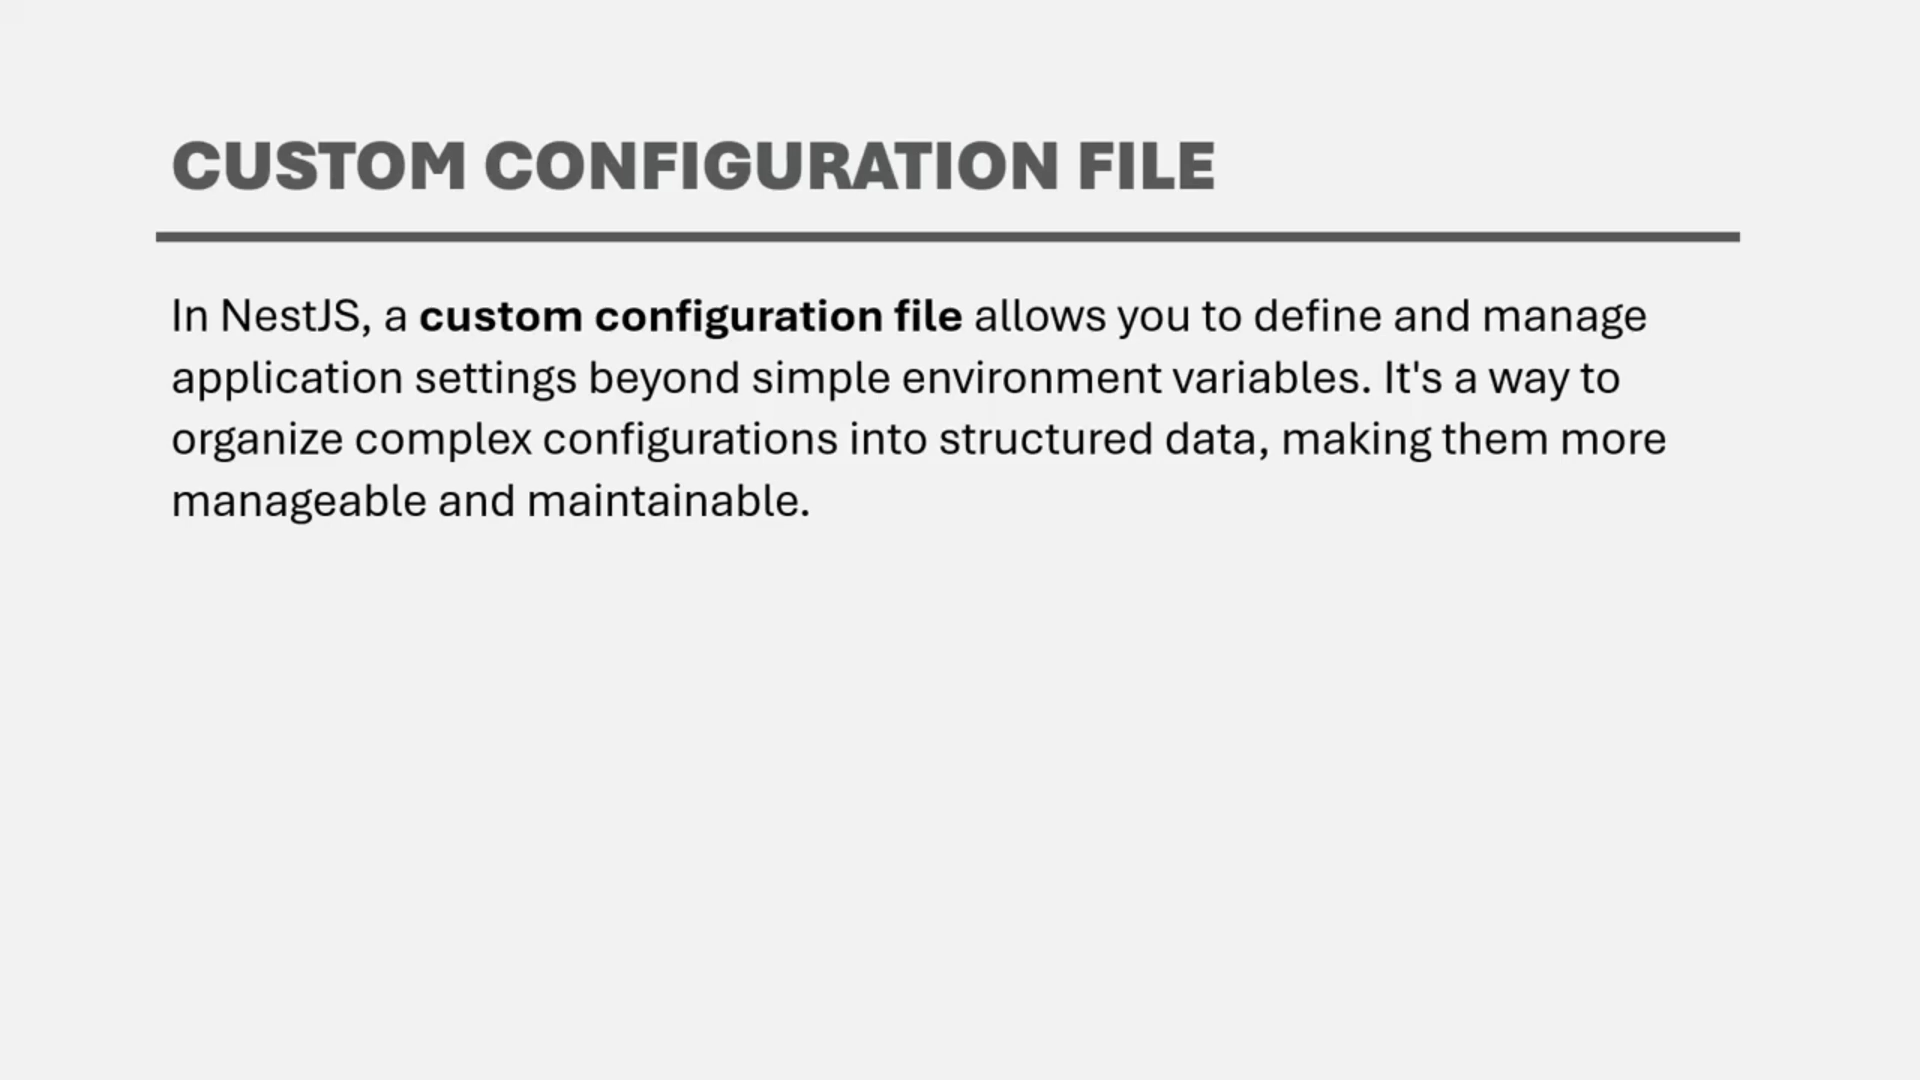 CUSTOM CONFIGURATION FILE
In NestJS, a custom configuration file allows you to define and manage
application settings beyond simple environment variables. It's a way to
organize complex configurations into structured data, making them more
manageable and maintainable.